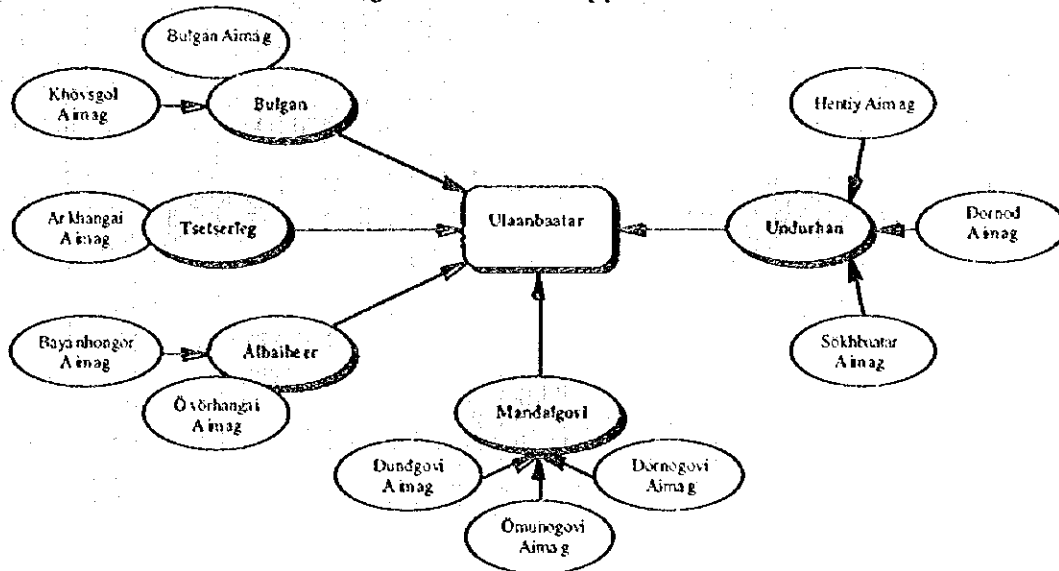 Bulgan Aimag
Khövsgol
Aimag
Bulgan
Hentiy Aimag
Arkhangai
Aimag
Tsetserleg
Ulaanbaatar
Undurhan
Dornod
Aimag
Bayanhongor
Aimag
Albaiheer
Övörhangai
Aimag
Sökhbaatar
Aimag
Mandalgovi
Dundgovi
Aimag
Dornogovi
Aimag
Ömunogovi
Aimag